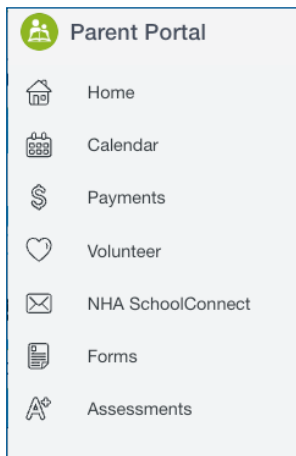 Parent Portal
Home
Calendar
Payments
Volunteer
NHA SchoolConnect
Forms
Assessments